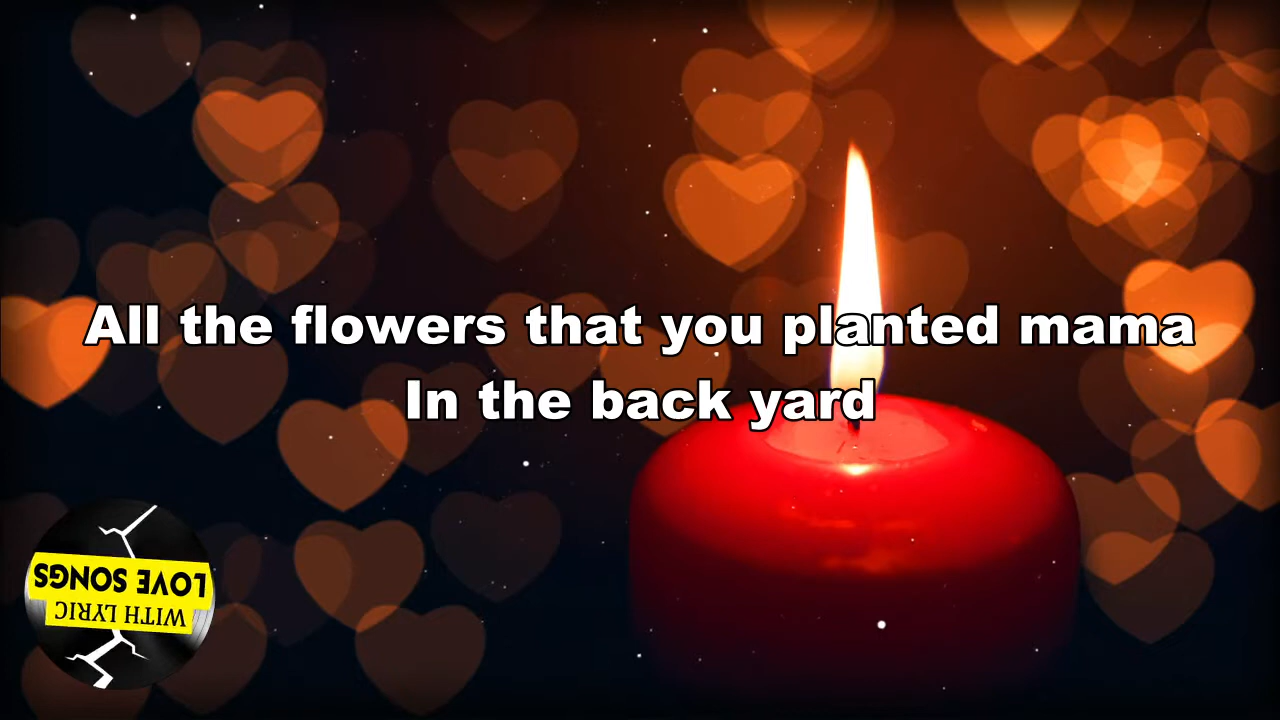 All the flowers that you planted mama
In the back yard
LOVE SONGS
WITH LYRIC